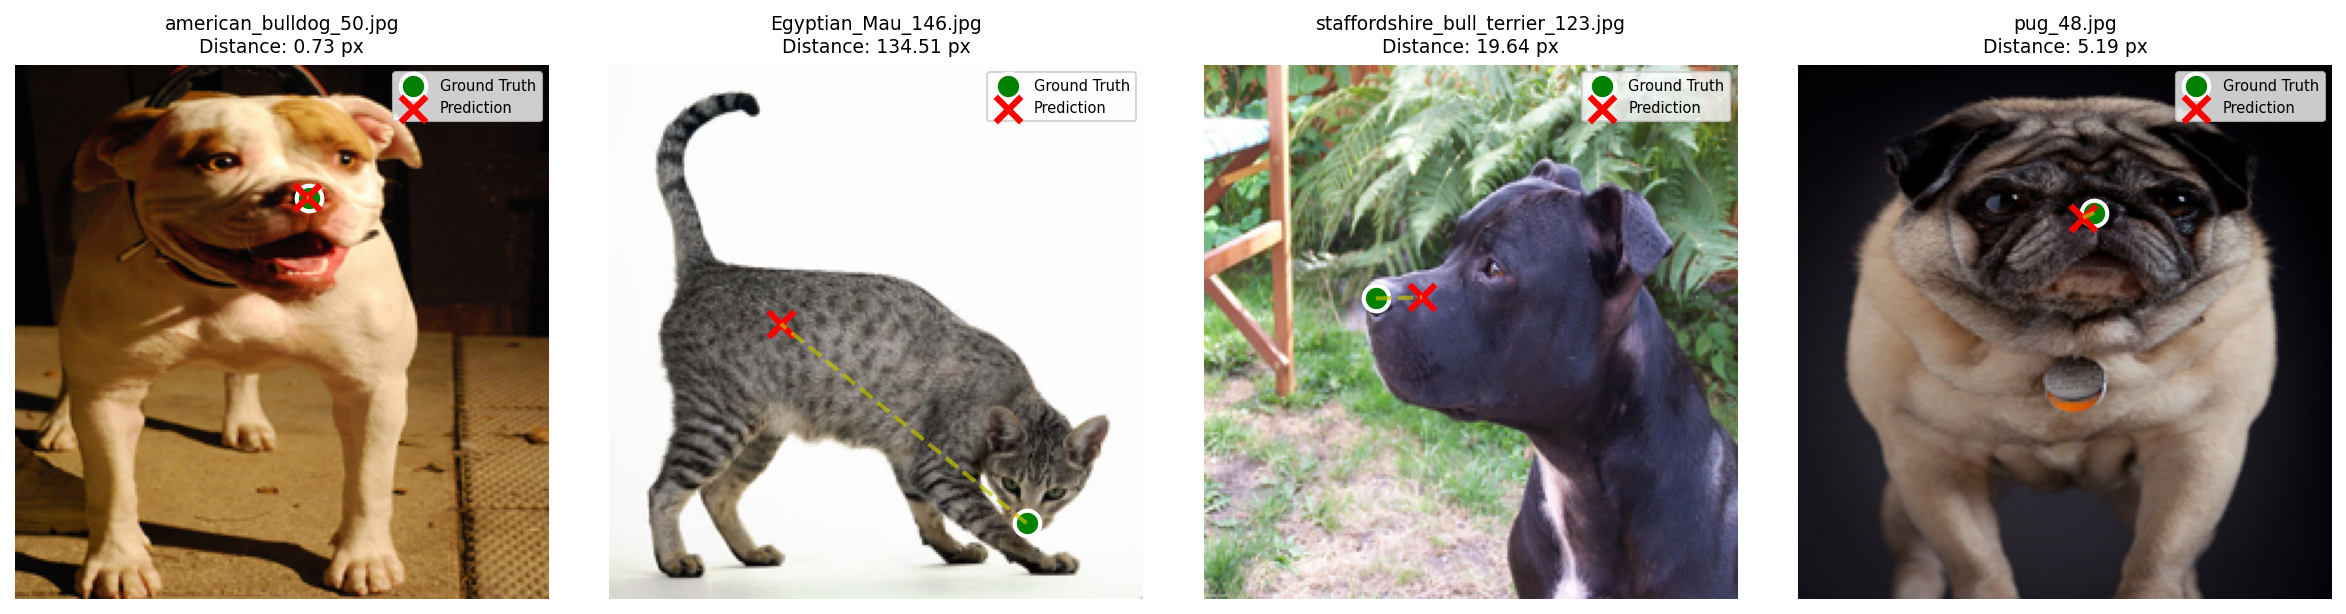 american_bulldog_50.jpg
Distance: 0.73 px
Ground Truth
Prediction
Egyptian_Mau_146.jpg
Distance: 134.51 px
Ground Truth
Prediction
staffordshire_bull_terrier_123.jpg
Distance: 19.64 px
Ground Truth
Prediction
pug_48.jpg
Distance: 5.19 px
Ground Truth
Prediction